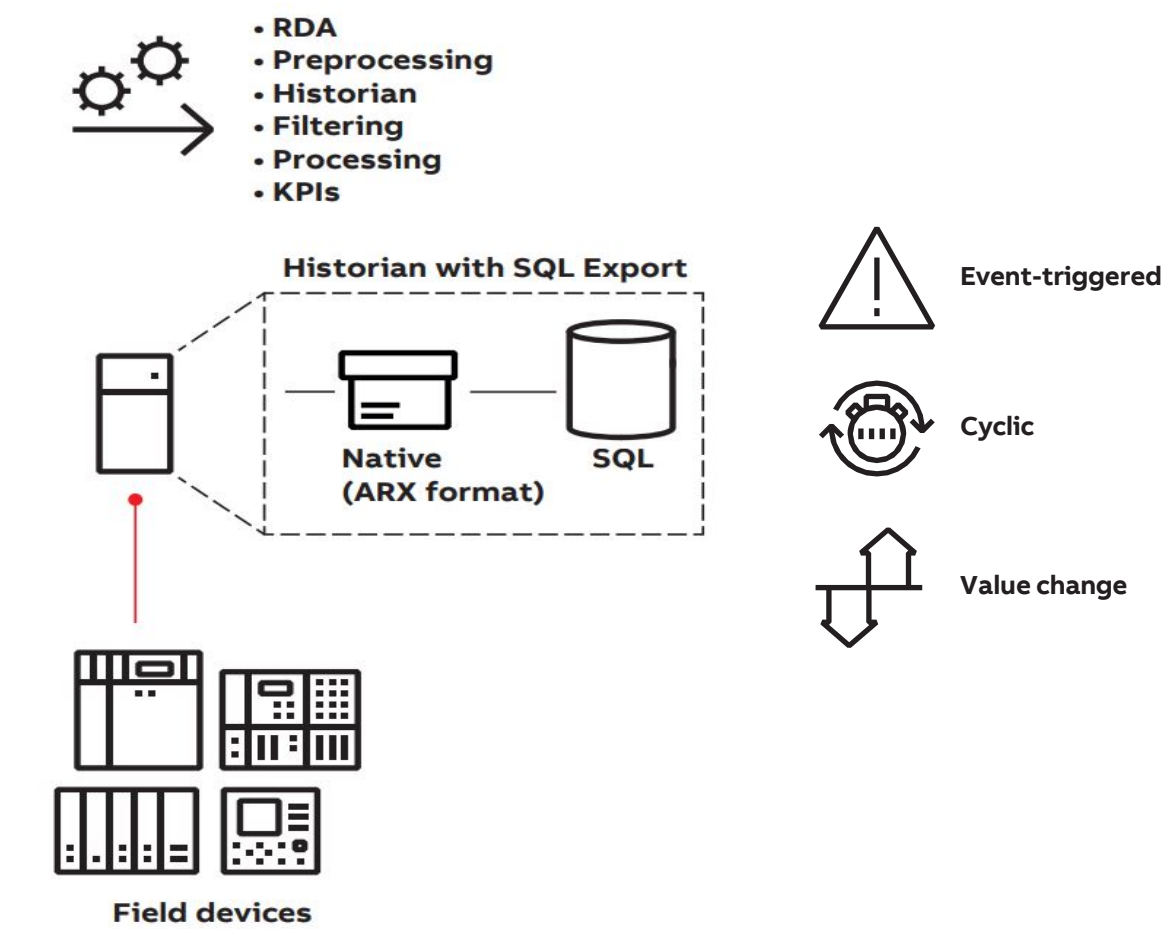 • RDA
• Preprocessing
• Historian
• Filtering
• Processing
• KPIs
Historian with SQL Export
Native
(ARX format)
SQL
Event-triggered
Cyclic
Value change
Field devices